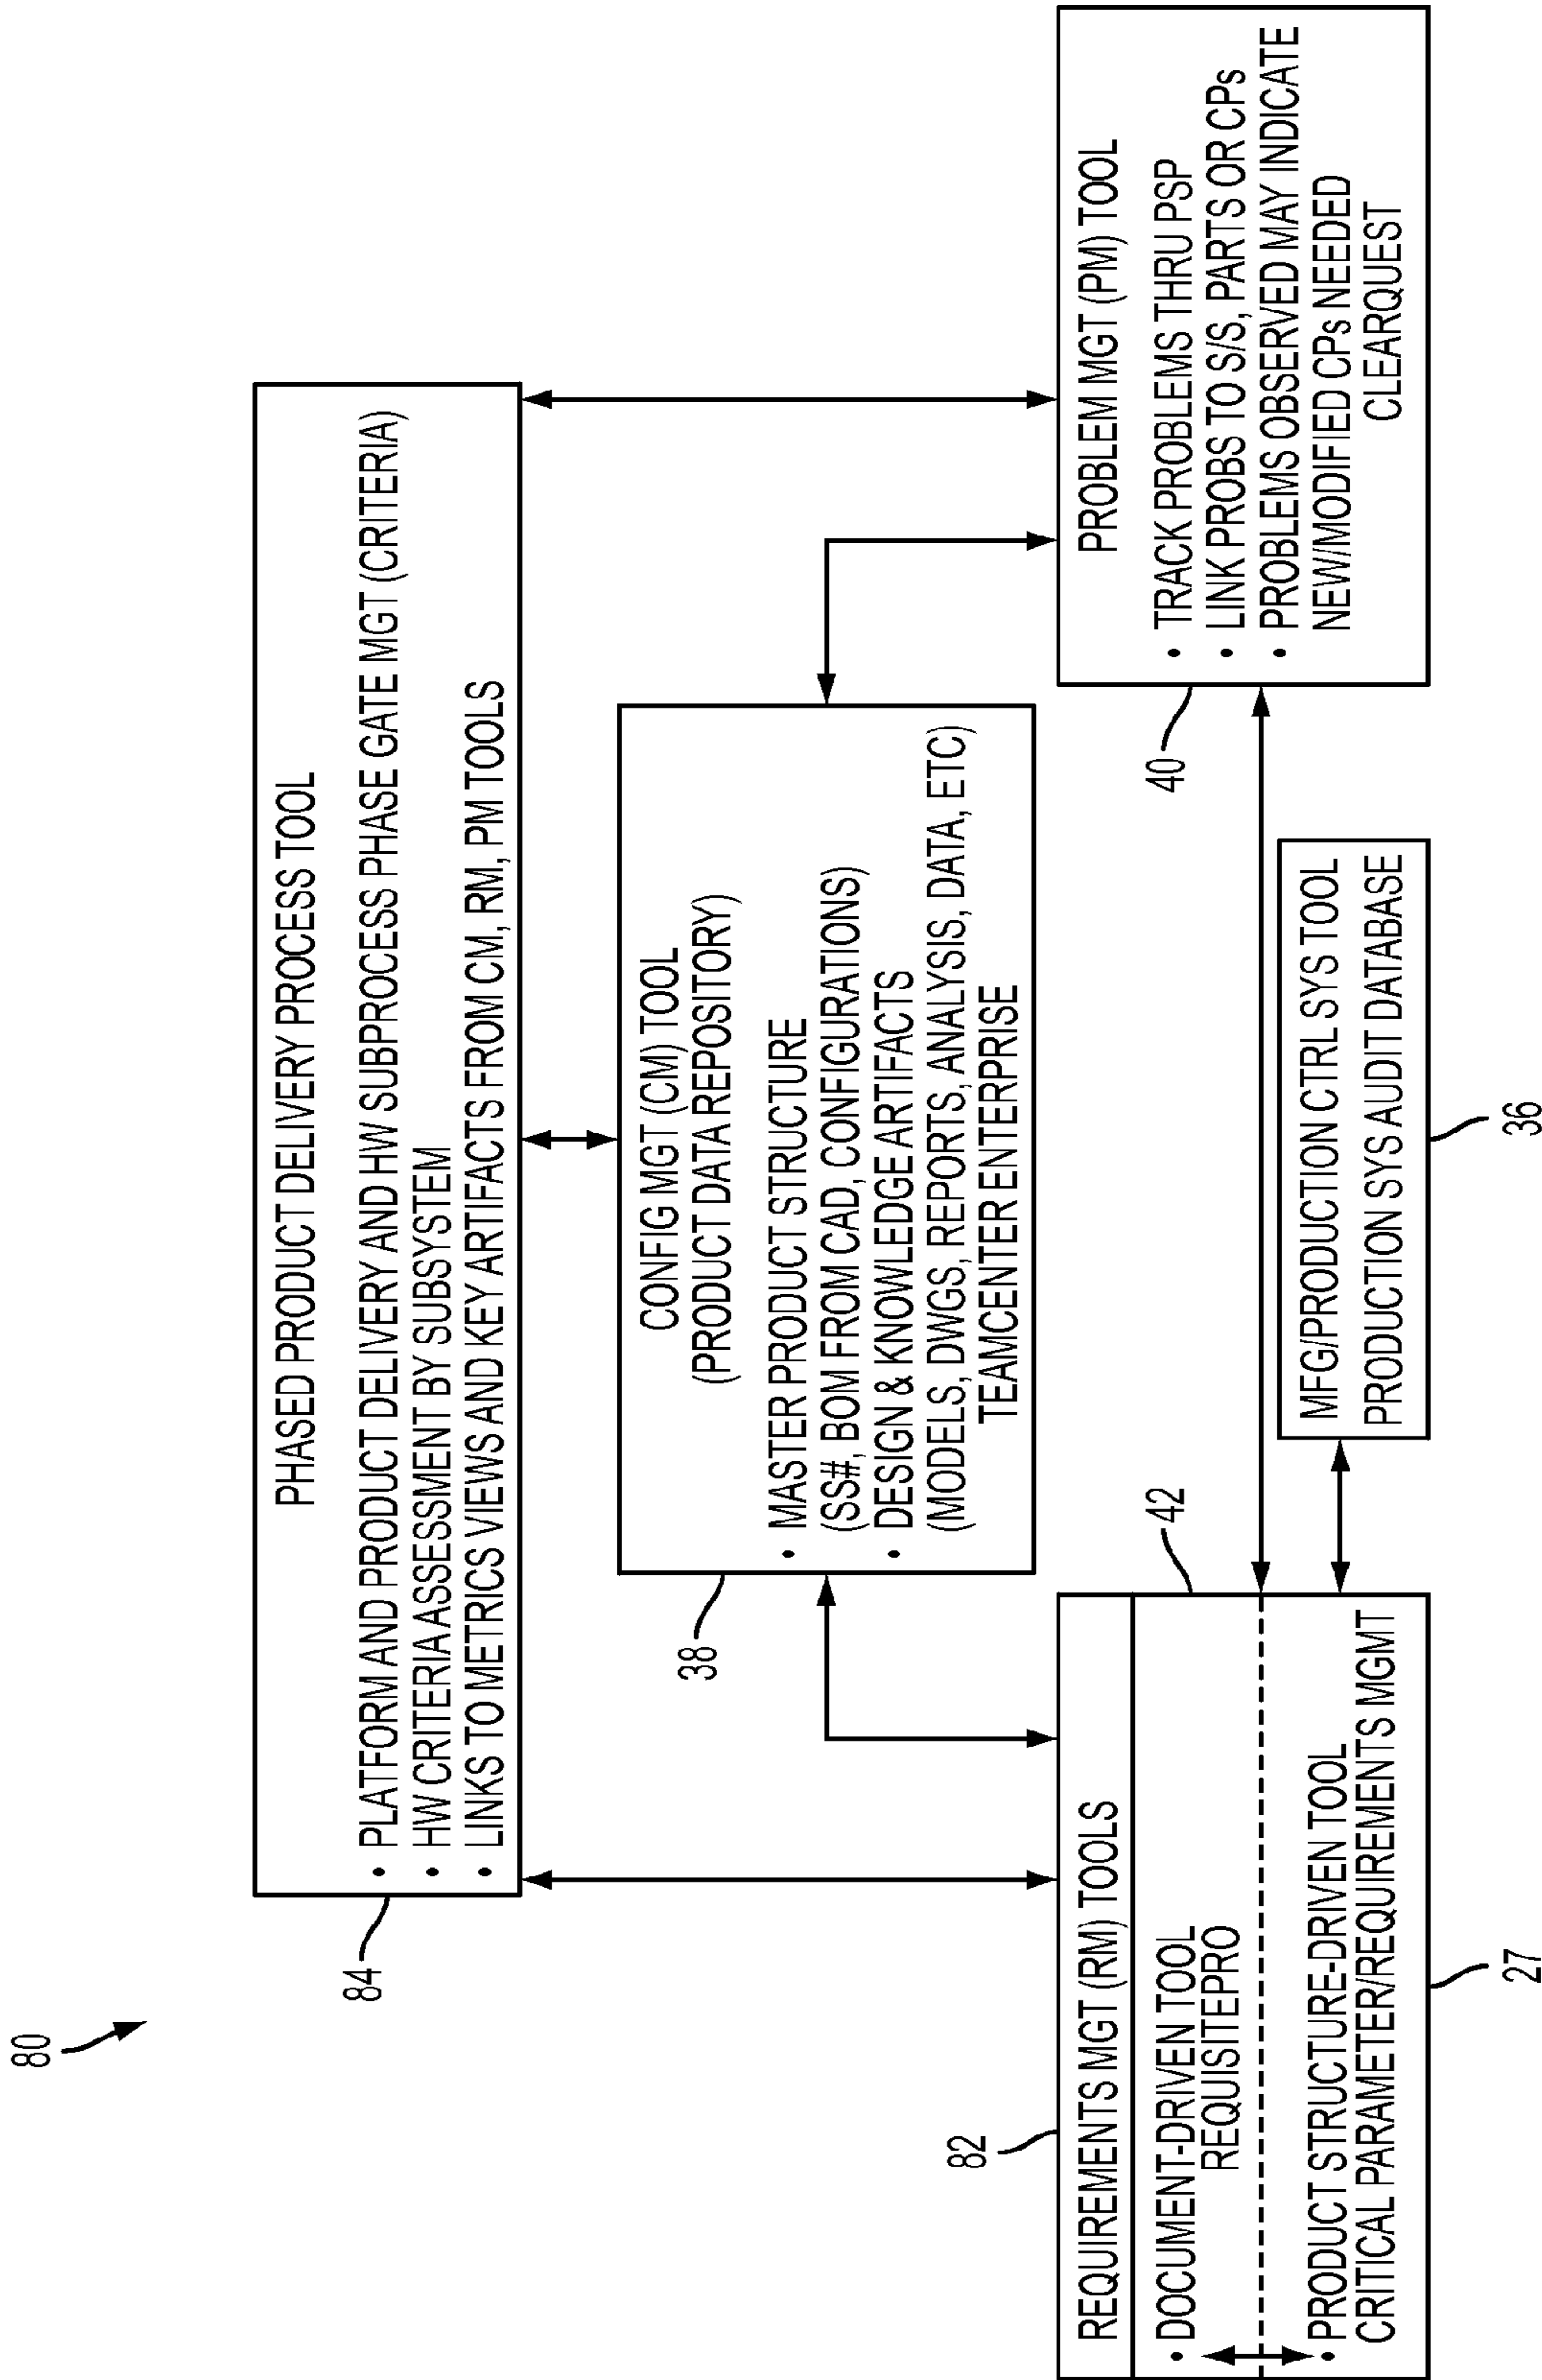 80
84
PHASED PRODUCT DELIVERY PROCESS TOOL
• PLATFORM AND PRODUCT DELIVERY AND HW SUBPROCESS PHASE GATE MGT (CRITERIA)
• HW CRITERIA ASSESSMENT BY SUBSYSTEM
• LINKS TO METRICS VIEWS AND KEY ARTIFACTS FROM CM, RM, PM TOOLS
38
CONFIG MGT (CM) TOOL
(PRODUCT DATA REPOSITORY)
• MASTER PRODUCT STRUCTURE
(SS#, BOM FROM CAD, CONFIGURATIONS)
• DESIGN & KNOWLEDGE ARTIFACTS
(MODELS, DWGS, REPORTS, ANALYSIS, DATA, ETC)
TEAMCENTER ENTERPRISE
82
REQUIREMENTS MGT (RM) TOOLS
• DOCUMENT-DRIVEN TOOL
REQUISITEPRO
42
• PRODUCT STRUCTURE-DRIVEN TOOL
CRITICAL PARAMETER/REQUIREMENTS MGMT
27
MFG/PRODUCTION CTRL SYS TOOL
PRODUCTION SYS AUDIT DATABASE
36
40
PROBLEM MGT (PM) TOOL
• TRACK PROBLEMS THRU PSP
• LINK PROBS TO S/S, PARTS OR CPs
• PROBLEMS OBSERVED MAY INDICATE
NEW/MODIFIED CPs NEEDED
CLEARQUEST